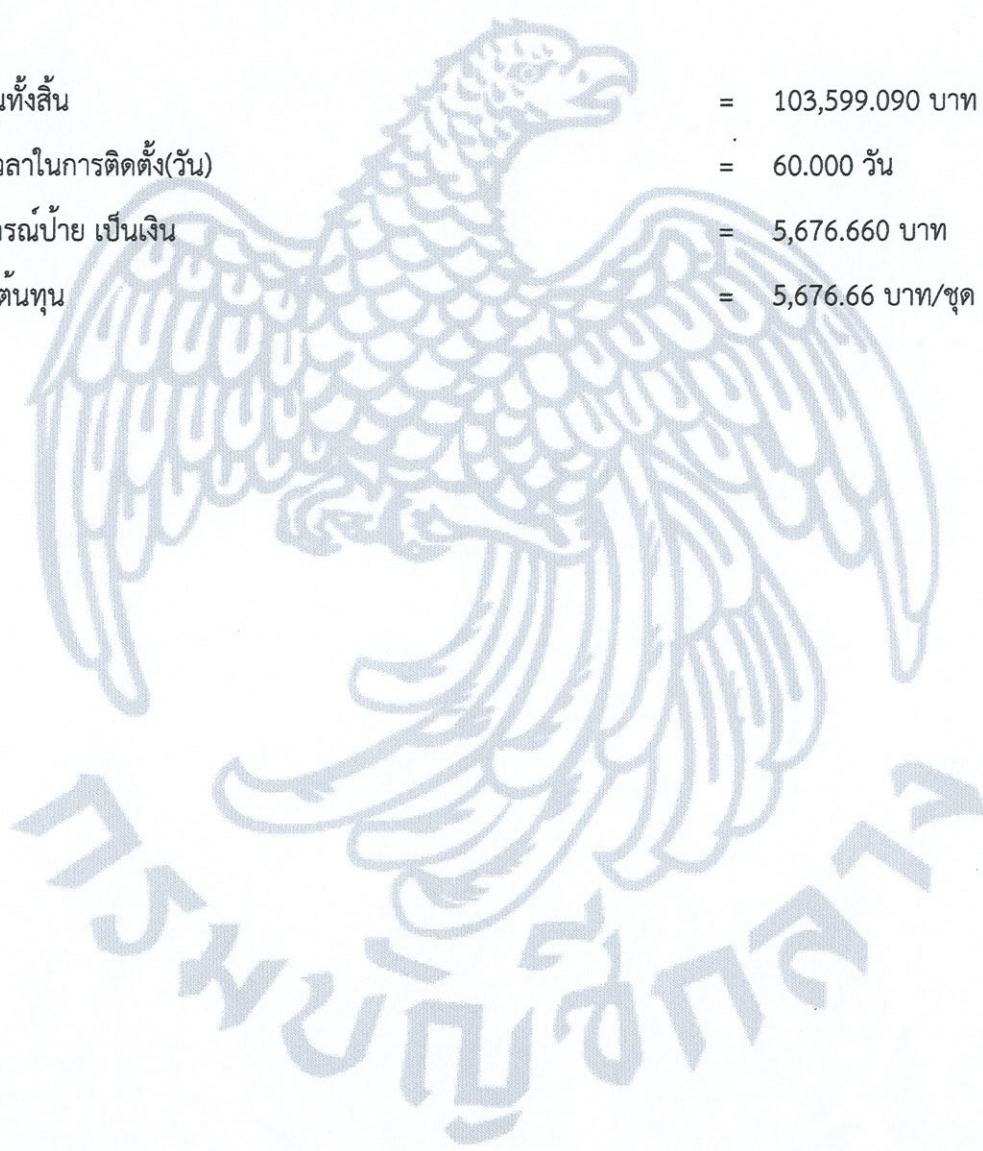 นทั้งสิ้น = 103,599.090 บาท
วลาในการติดตั้ง(วัน) = 60.000 วัน
รณ์ป้าย เป็นเงิน = 5,676.660 บาท
ต้นทุน = 5,676.66 บาท/ชุด
กรมบัญชีกลาง